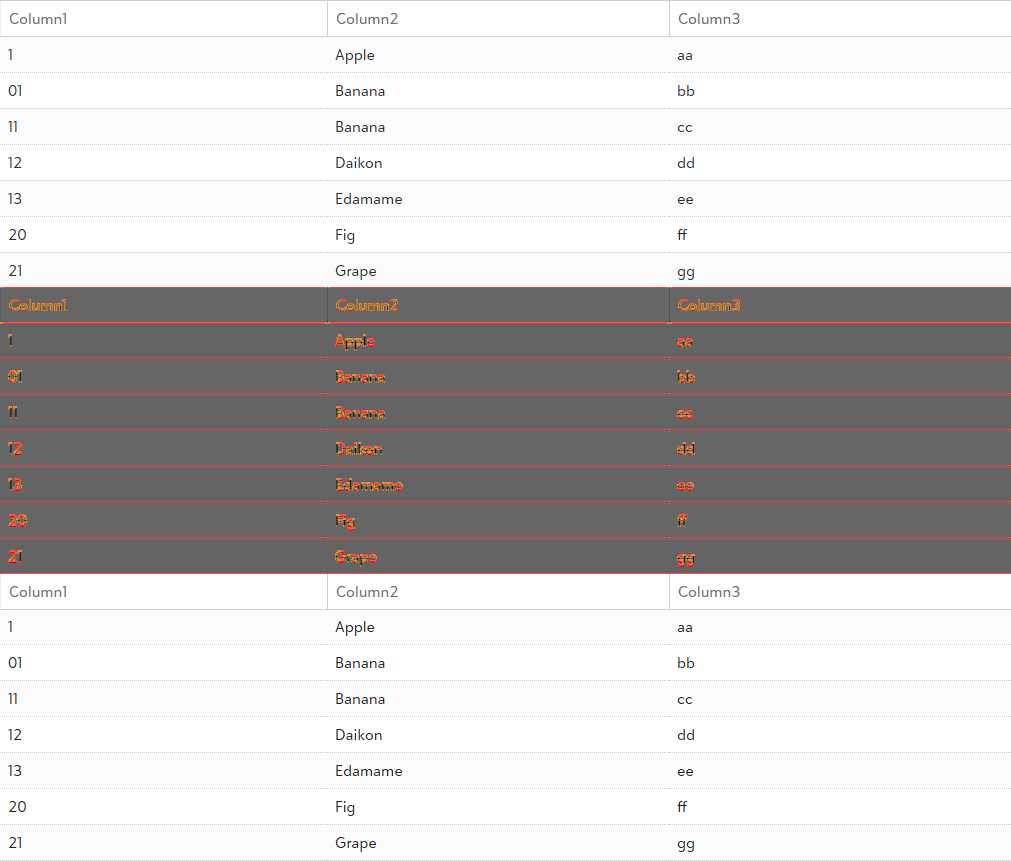 Column1 Column2 Column3
1 Apple aa
01 Banana bb
11 Banana cc
12 Daikon dd
13 Edamame ee
20 Fig ff
21 Grape gg
Column1 Column2 Column3
1 Apple aa
01 Banana bb
11 Banana cc
12 Daikon dd
13 Edamame ee
20 Fig ff
21 Grape gg
Column1 Column2 Column3
1 Apple aa
01 Banana bb
11 Banana cc
12 Daikon dd
13 Edamame ee
20 Fig ff
21 Grape gg